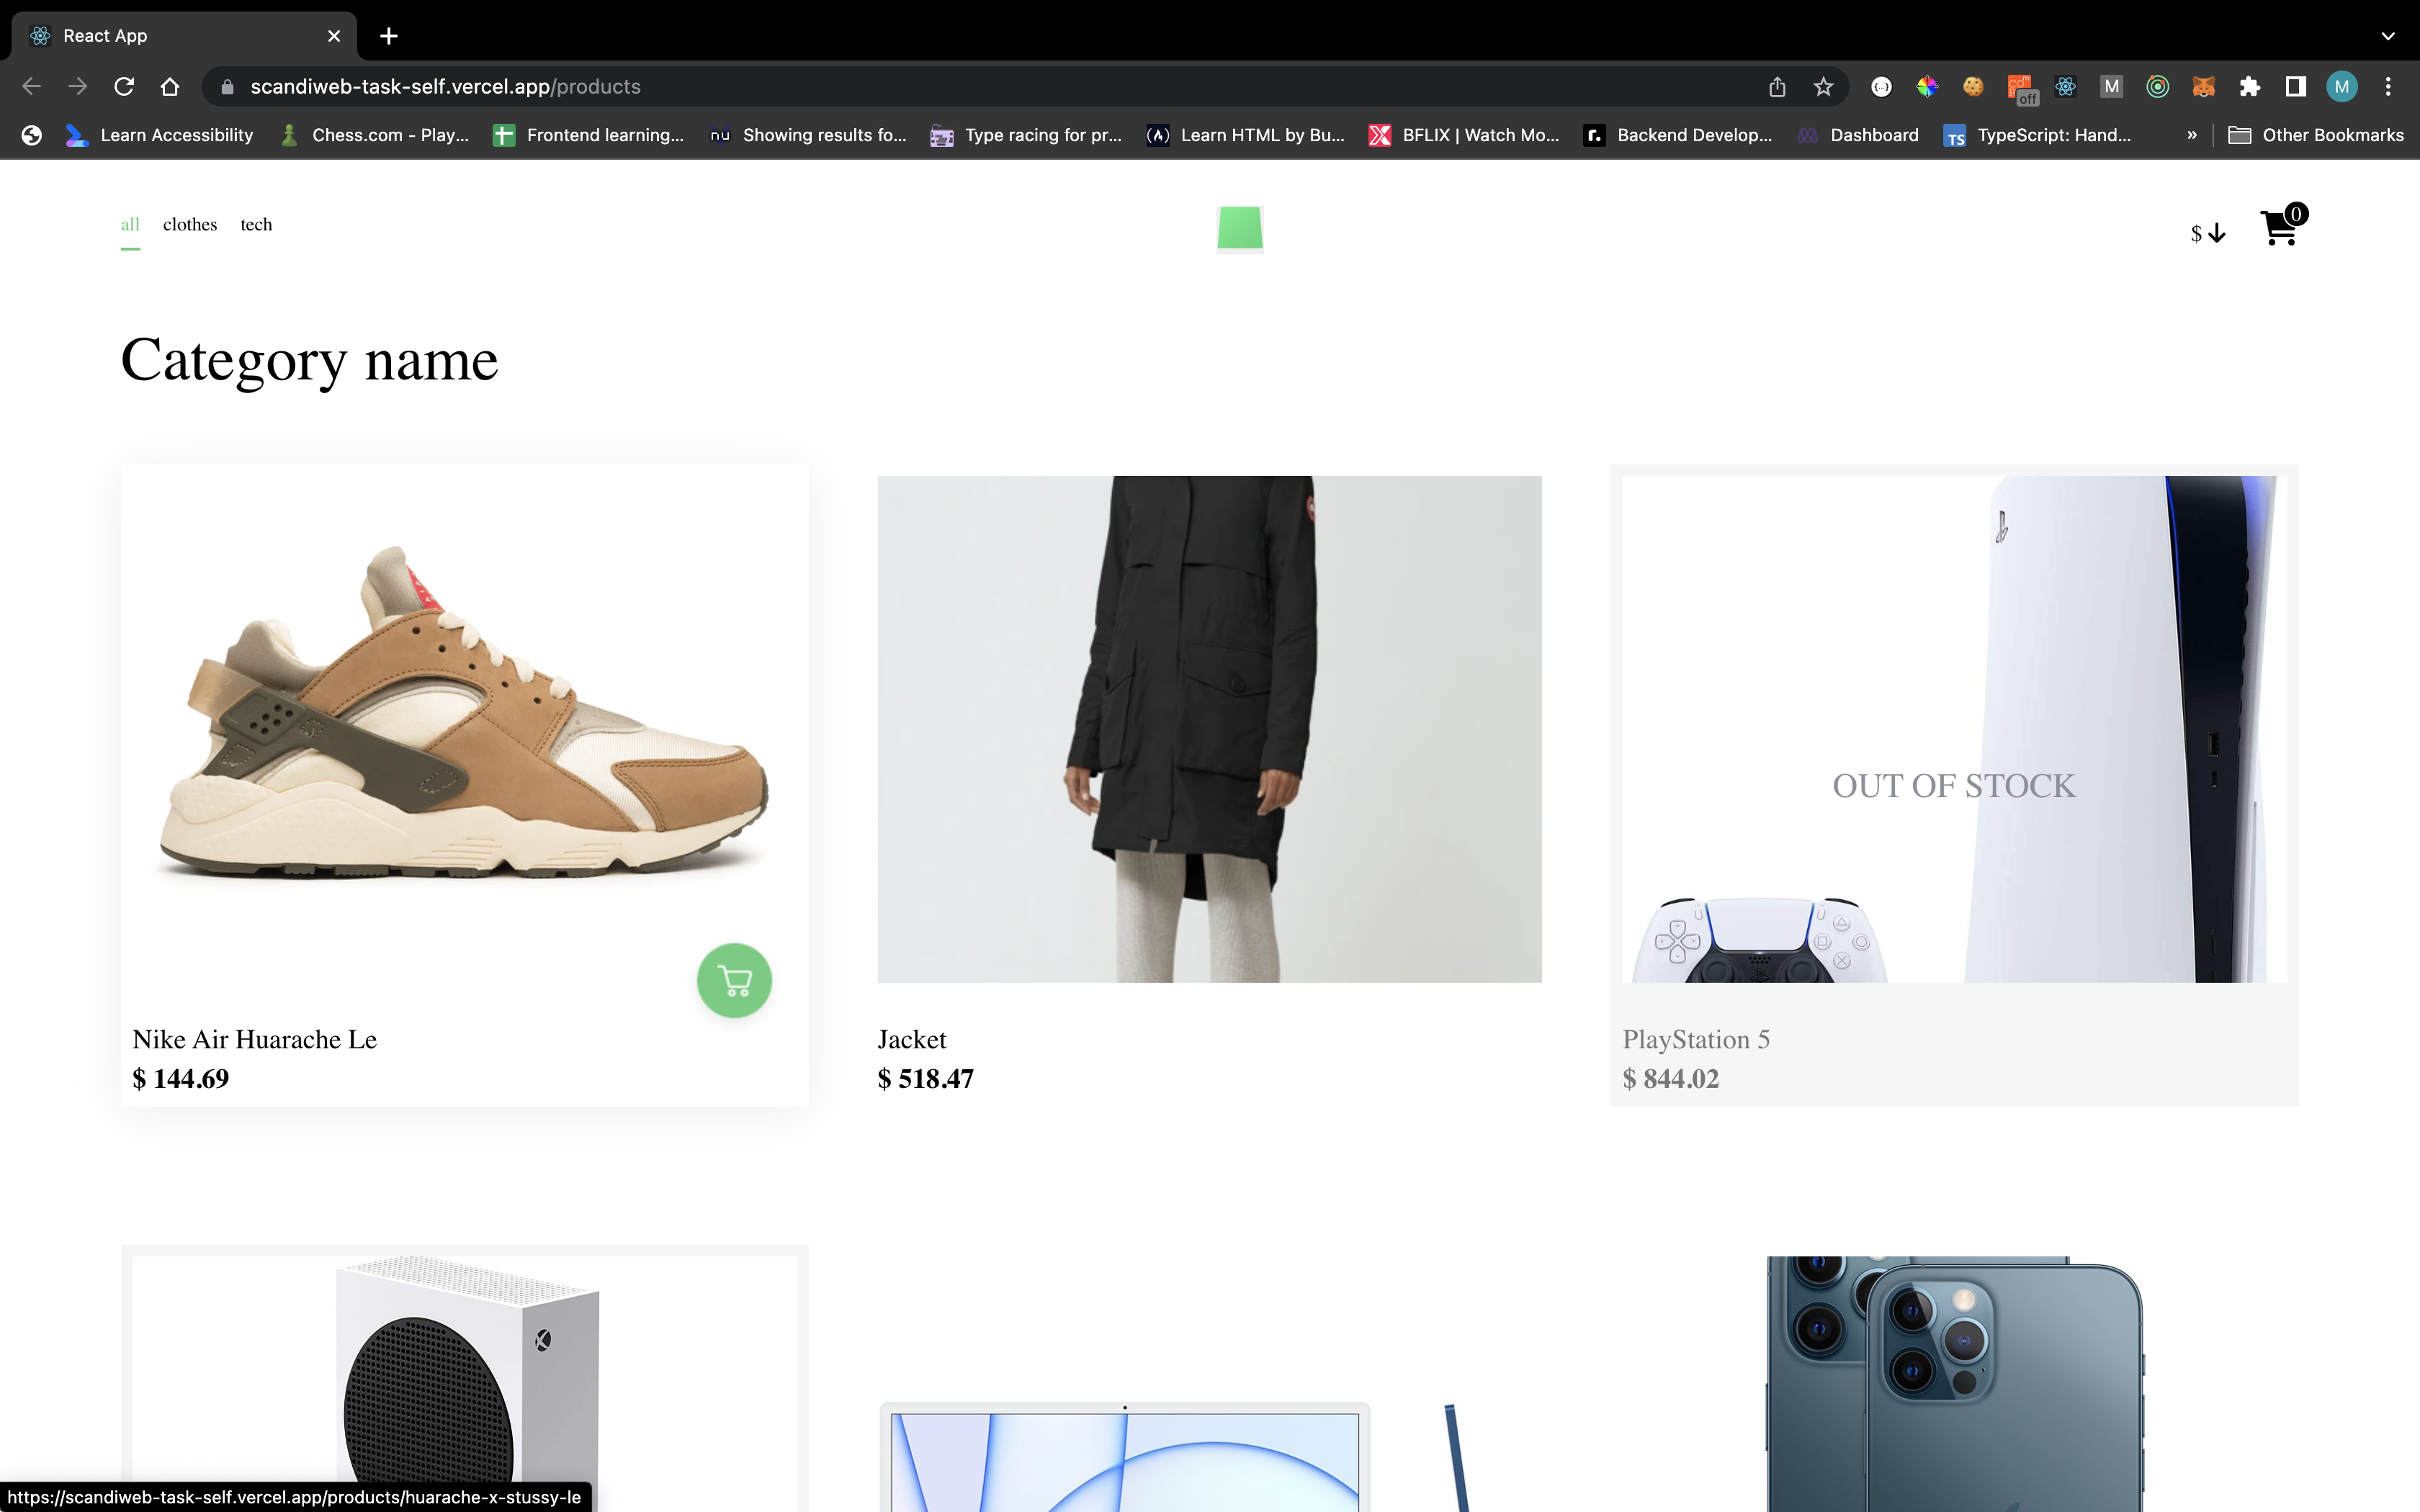 React App
scandiweb-task-self.vercel.app/products
off
M
M
Learn Accessibility
Chess.com - Play...
Frontend learning...
nu Showing results fo...
Type racing for pr...
Learn HTML by Bu...
BFLIX | Watch Mo...
r. Backend Develop...
Dashboard
TS TypeScript: Hand...
»
Other Bookmarks
all clothes tech
$
0
Category name
OUT OF STOCK
Nike Air Huarache Le
$ 144.69
Jacket
$ 518.47
PlayStation 5
$ 844.02
https://scandiweb-task-self.vercel.app/products/huarache-x-stussy-le